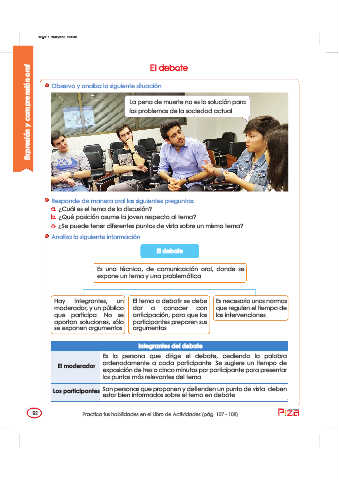 El debate
Expresión y comprensión oral
Observo y analizo la siguiente situación
La pena de muerte no es la solución para
los problemas de la sociedad actual
Respondo de manera oral las siguientes preguntas
a. ¿Cuál es el tema de la discusión?
b. ¿Qué posición asume la joven respecto al tema?
c. ¿Se puede tener diferentes puntos de vista sobre un mismo tema?
Analizo la siguiente información
El debate
Es una técnica, de comunicación oral, donde se
expone un tema y una problemática
Hay integrantes, un
moderador, y un público
que participa No se
aportan soluciones, sólo
se exponen argumentos
El tema a debatir se debe
dar a conocer con
anticipación, para que los
participantes preparen sus
argumentos
Es necesario unas normas
que regulen el tiempo de
las intervenciones
Integrantes del debate
El moderador
Es la persona que dirige el debate, cediendo la palabra
ordenadamente a cada participante Se sugiere un tiempo de
exposición de tres a cinco minutos por participante para presentar
los puntos más relevantes del tema
Los participantes
Son personas que proponen y defienden un punto de vista deben
estar bien informados sobre el tema en debate
92
Practica tus habilidades en el Libro de Actividades (pág. 107 - 108)